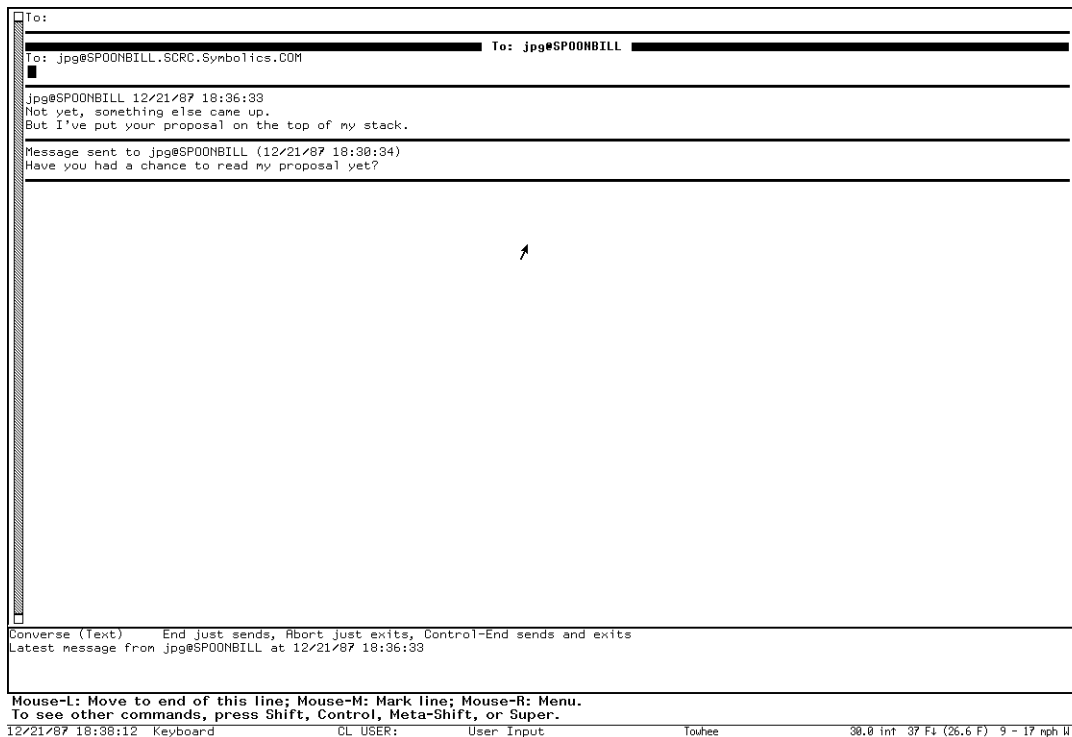 To:
To: jpg@SPOONBILL
To: jpg@SPOONBILL.SCRC.Symbolics.COM
jpg@SPOONBILL 12/21/87 18:36:33
Not yet, something else came up.
But I've put your proposal on the top of my stack.
Message sent to jpg@SPOONBILL (12/21/87 18:30:34)
Have you had a chance to read my proposal yet?
Converse (Text) End just sends, Abort just exits, Control-End sends and exits
Latest message from jpg@SPOONBILL at 12/21/87 18:36:33
Mouse-L: Move to end of this line; Mouse-M: Mark line; Mouse-R: Menu.
To see other commands, press Shift, Control, Meta-Shift, or Super.
12/21/87 18:38:12 Keyboard CL USER: User Input Towhee 30.0 int 37 F↓ (26.6 F) 9 - 17 mph W